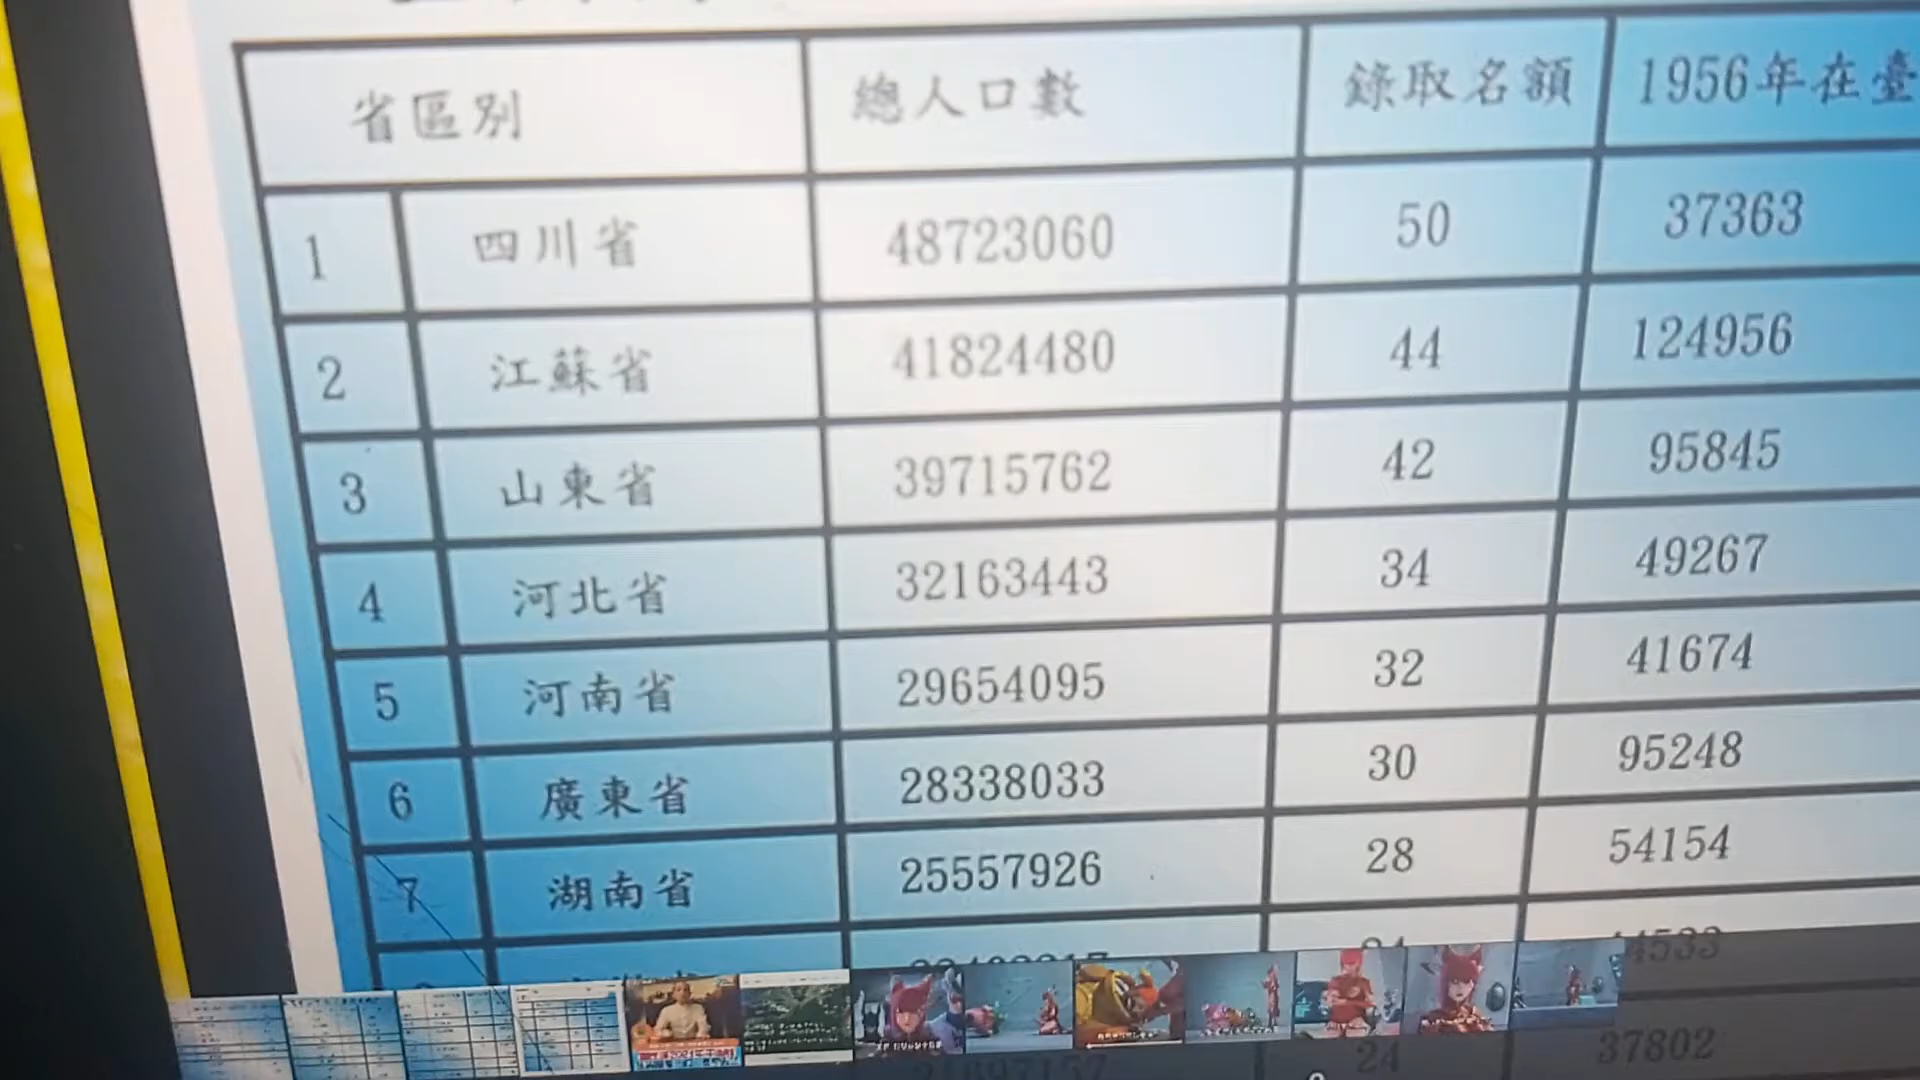 省區別 總人口數 錄取名額 1956年在臺
1 四川省 48723060 50 37363
2 江蘇省 41824480 44 124956
3 山東省 39715762 42 95845
4 河北省 32163443 34 49267
5 河南省 29654095 32 41674
6 廣東省 28338033 30 95248
7 湖南省 25557926 28 54154
24 37802